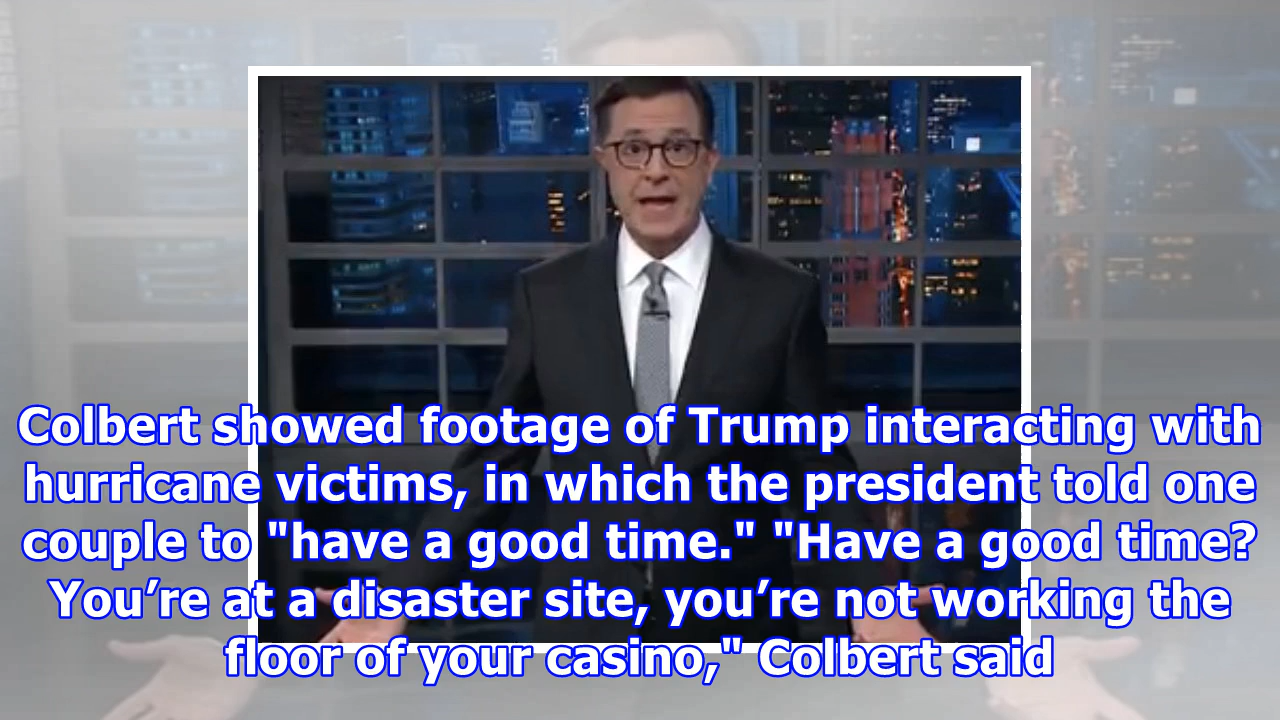 Colbert showed footage of Trump interacting with
hurricane victims, in which the president told one
couple to "have a good time." "Have a good time?
You’re at a disaster site, you’re not working the
floor of your casino," Colbert said